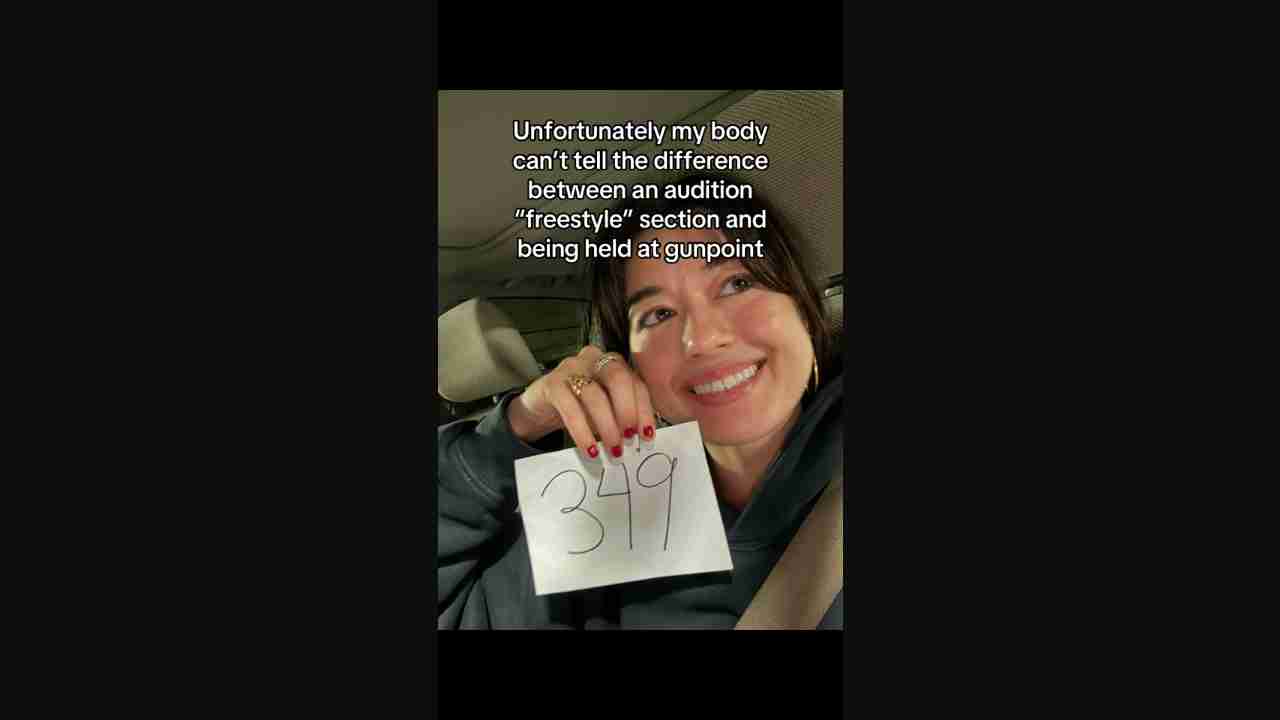 Unfortunately my body
can’t tell the difference
between an audition
“freestyle” section and
being held at gunpoint
349